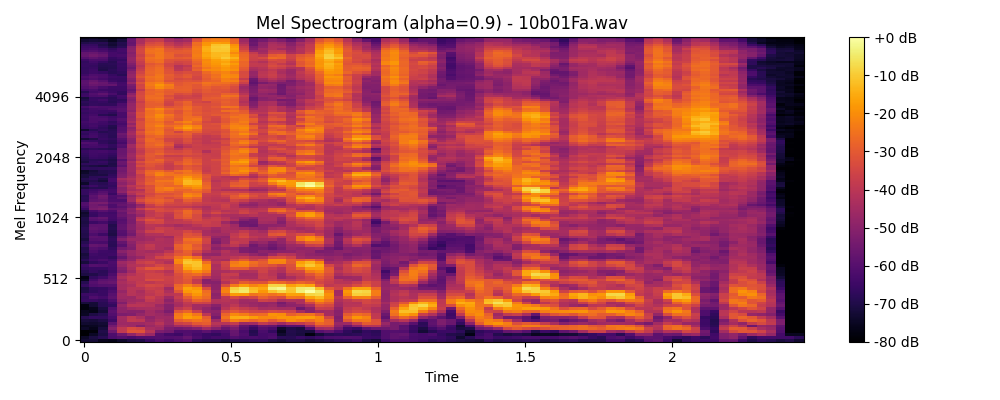 Mel Spectrogram (alpha=0.9) - 10b01Fa.wav
Mel Frequency
4096
2048
1024
512
0
0
0.5
1
1.5
2
Time
+0 dB
-10 dB
-20 dB
-30 dB
-40 dB
-50 dB
-60 dB
-70 dB
-80 dB